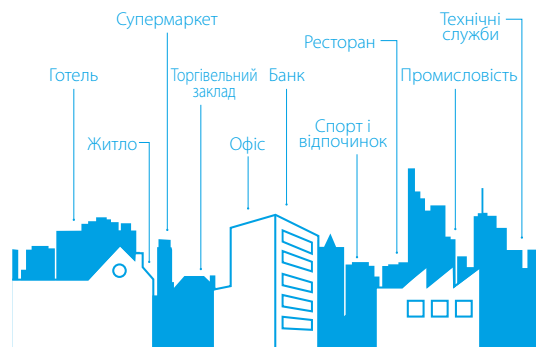 Супермаркет
Технічні
служби
Ресторан
Готель
Торгівельний
заклад
Банк
Промисловість
Житло
Офіс
Спорт і
відпочинок